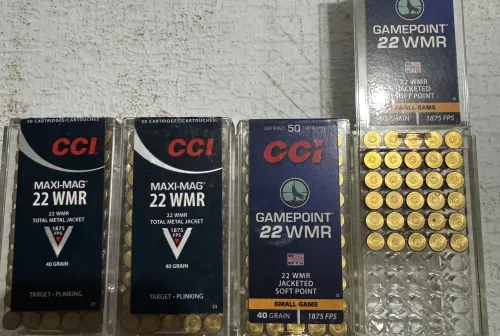 GAMEPOINT
22 WMR
22 WMR
JACKETED
SOFT POINT
SMALL GAME
40 GRAIN
1875 FPS
50 CARTRIDGES/CARTOUCHES
CCI
MAXI-MAG®
22 WMR
22 WMR
TOTAL METAL JACKET
1875
FPS
40 GRAIN
TARGET • PLINKING
50 CARTRIDGES/CARTOUCHES
CCI
MAXI-MAG®
22 WMR
22 WMR
TOTAL METAL JACKET
1875
FPS
40 GRAIN
TARGET • PLINKING
CARTRIDGES 50 CARTOUCHES
CCI
GAMEPOINT
22 WMR
22 WMR
JACKETED
SOFT POINT
SMALL GAME
40 GRAIN
1875 FPS